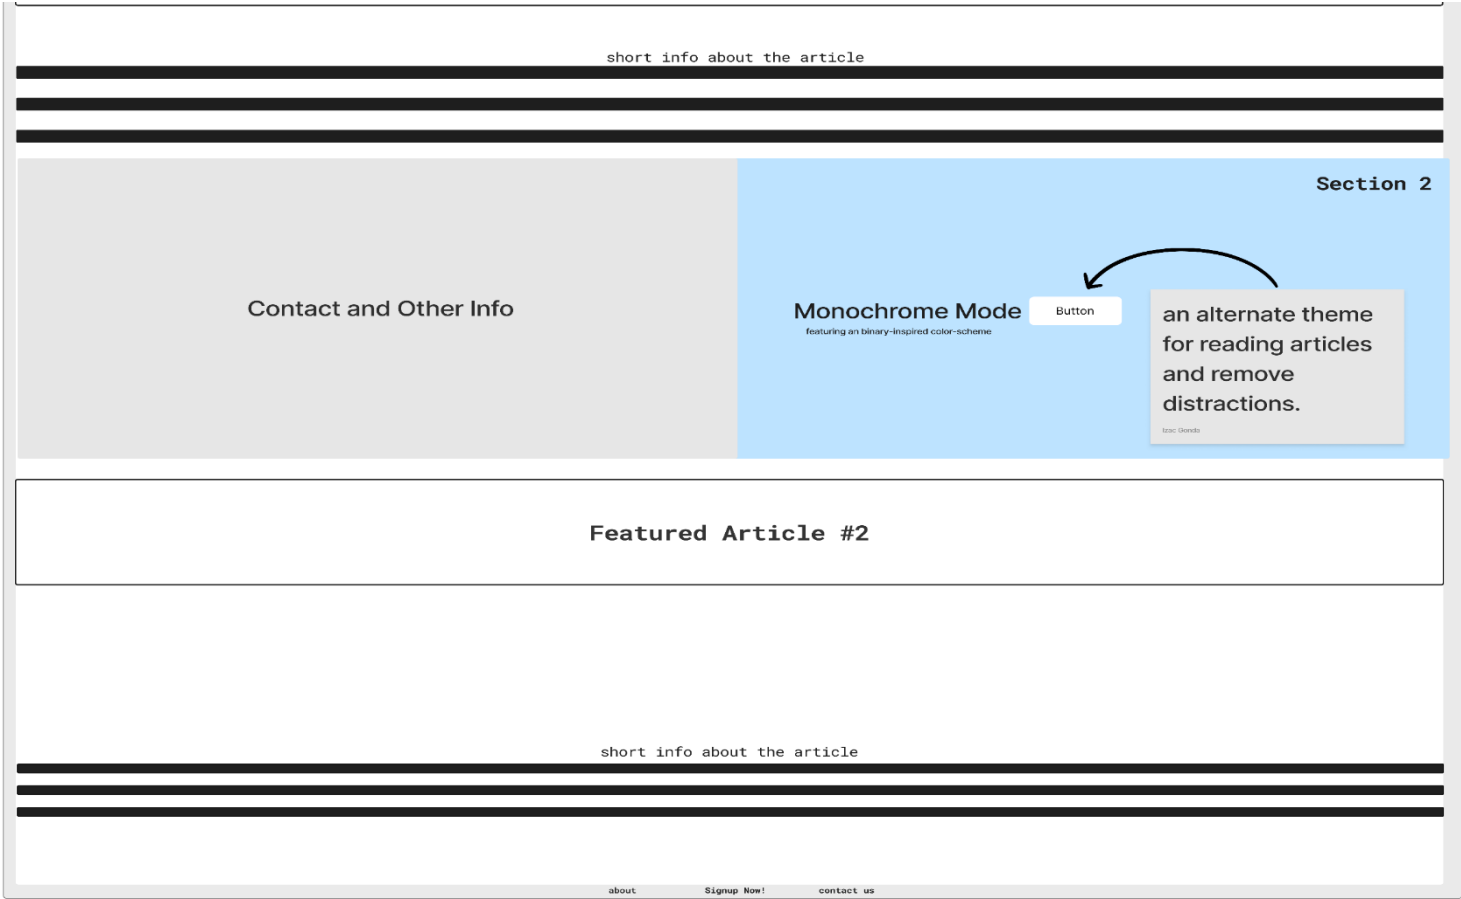 short info about the article
Section 2
Contact and Other Info
Monochrome Mode
featuring an binary-inspired color-scheme
Button
an alternate theme
for reading articles
and remove
distractions.
Izac Gonda
Featured Article #2
short info about the article
about
Signup Now!
contact us